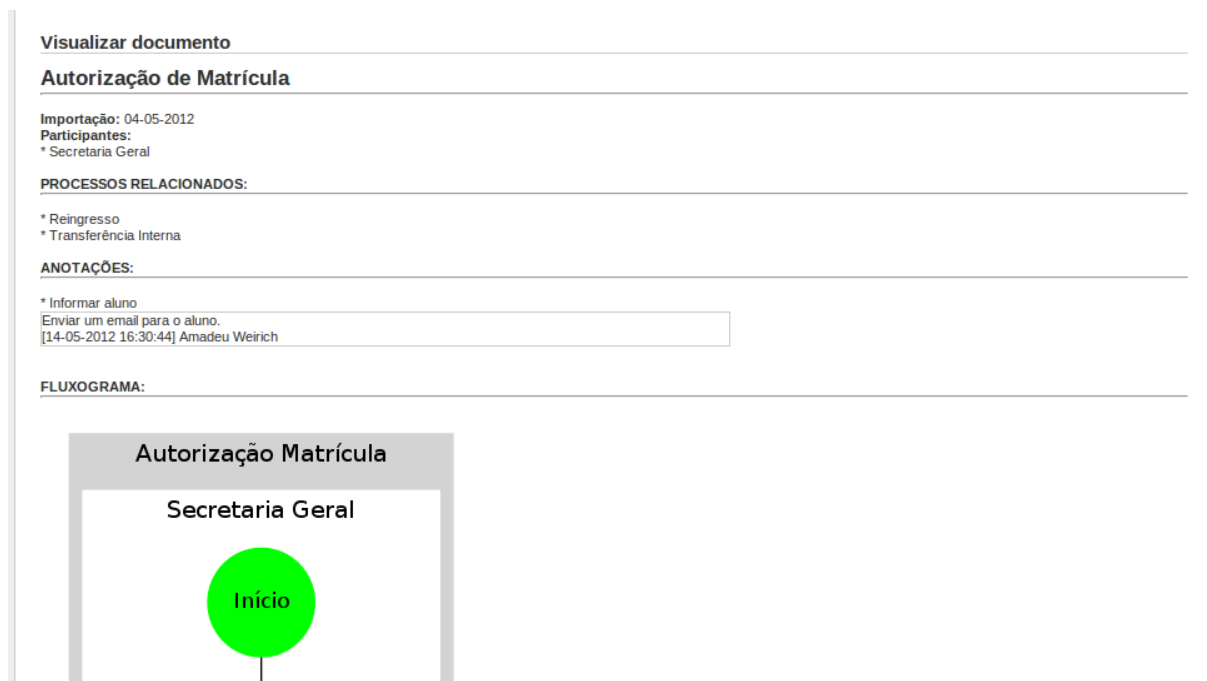 Visualizar documento
Autorização de Matrícula
Importação: 04-05-2012
Participantes:
* Secretaria Geral
PROCESSOS RELACIONADOS:
* Reingresso
* Transferência Interna
ANOTAÇÕES:
* Informar aluno
Enviar um email para o aluno.
[14-05-2012 16:30:44] Amadeu Weirich
FLUXOGRAMA:
Autorização Matrícula
Secretaria Geral
Início